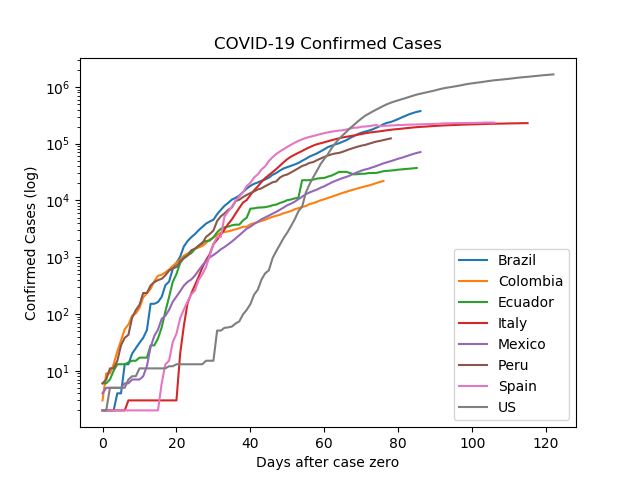 COVID-19 Confirmed Cases
Confirmed Cases (log)
10^6
10^5
10^4
10^3
10^2
10^1
0 20 40 60 80 100 120
Days after case zero
Brazil
Colombia
Ecuador
Italy
Mexico
Peru
Spain
US